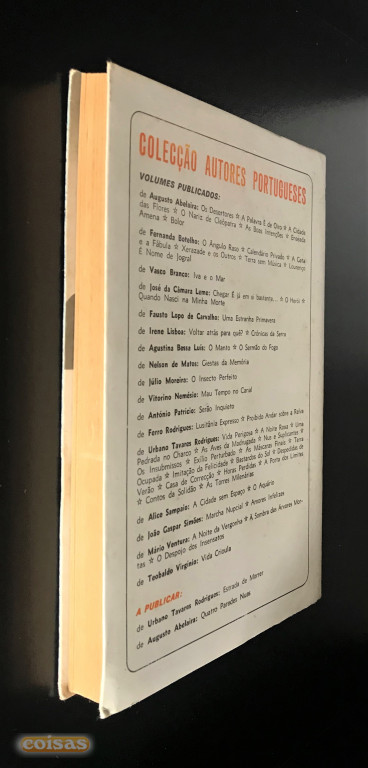 COLECÇÃO AUTORES PORTUGUESES
VOLUMES PUBLICADOS:
de Augusto Abelaira: Os Desertores ☆ A Palavra É de Oiro ☆ A Cidade
das Flores ☆ O Nariz de Cleópatra ☆ As Boas Intenções ☆ Enseada
Amena ☆ Bolor
de Fernanda Botelho: O Ângulo Raso ☆ Calendário Privado ☆ A Gata
e a Fábula ☆ Xerazade e os Outros ☆ Terra sem Música ☆ Lourenço
É Nome de Jogral
de Vasco Branco: Iva e o Mar
de José da Câmara Leme: Chegar É já em si bastante... ☆ O
Quando Nasci na Minha Morte
de Fausto Lopo de Carvalho: Uma Estranha Primavera
de Irene Lisboa: Voltar atrás para quê? ☆ Crónicas da Serra
de Agustina Bessa Luís: O Manto ☆ O Sermão do Fogo
de Nelson de Matos: Giestas da Memória
de Júlio Moreira: O Insecto Perfeito
de Vitorino Nemésio: Mau Tempo no Canal
de António Patrício: Serão Inquieto
de Ferro Rodrigues: Lusitânia Expresso ☆ Proibido Andar sobre a Relva
de Urbano Tavares Rodrigues: Vida Perigosa ☆ A Noite Roxa ☆ Uma
Pedrada no Charco ☆ As Aves da Madrugada ☆ Nus e Suplicantes ☆
Os Insubmissos ☆ Exílio Perturbado ☆ As Máscaras Finais ☆ Terra
Ocupada ☆ Imitação da Felicidade ☆ Bastardos do Sol ☆ Despedidas de
Verão ☆ Casa de Correcção ☆ Horas Perdidas ☆ A Porta dos Limites
☆ Contos da Solidão ☆ As Torres Milenárias
de Alice Sampaio: A Cidade sem Espaço ☆ O Aquário
de João Gaspar Simões: Marcha Nupcial ☆ Amores Infelizes
de Mário Ventura: A Noite da Vergonha ☆ À Sombra das Árvores Mor-
tas ☆ O Despojo dos Insensatos
de Teobaldo Virgínio: Vida Crioula
A PUBLICAR:
de Urbano Tavares Rodrigues: Estrada de Morrer
de Augusto Abelaira: Quatro Paredes Nuas
coisas